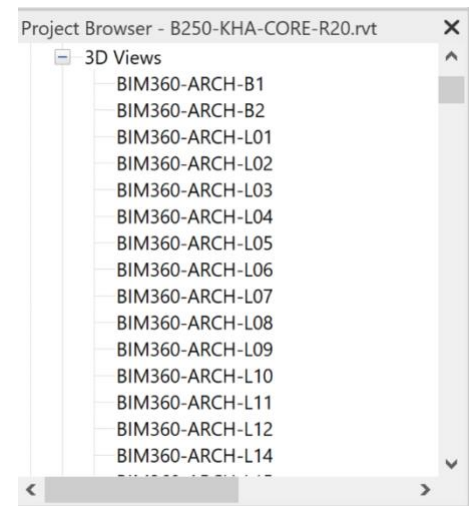 Project Browser - B250-KHA-CORE-R20.rvt
3D Views
BIM360-ARCH-B1
BIM360-ARCH-B2
BIM360-ARCH-L01
BIM360-ARCH-L02
BIM360-ARCH-L03
BIM360-ARCH-L04
BIM360-ARCH-L05
BIM360-ARCH-L06
BIM360-ARCH-L07
BIM360-ARCH-L08
BIM360-ARCH-L09
BIM360-ARCH-L10
BIM360-ARCH-L11
BIM360-ARCH-L12
BIM360-ARCH-L14